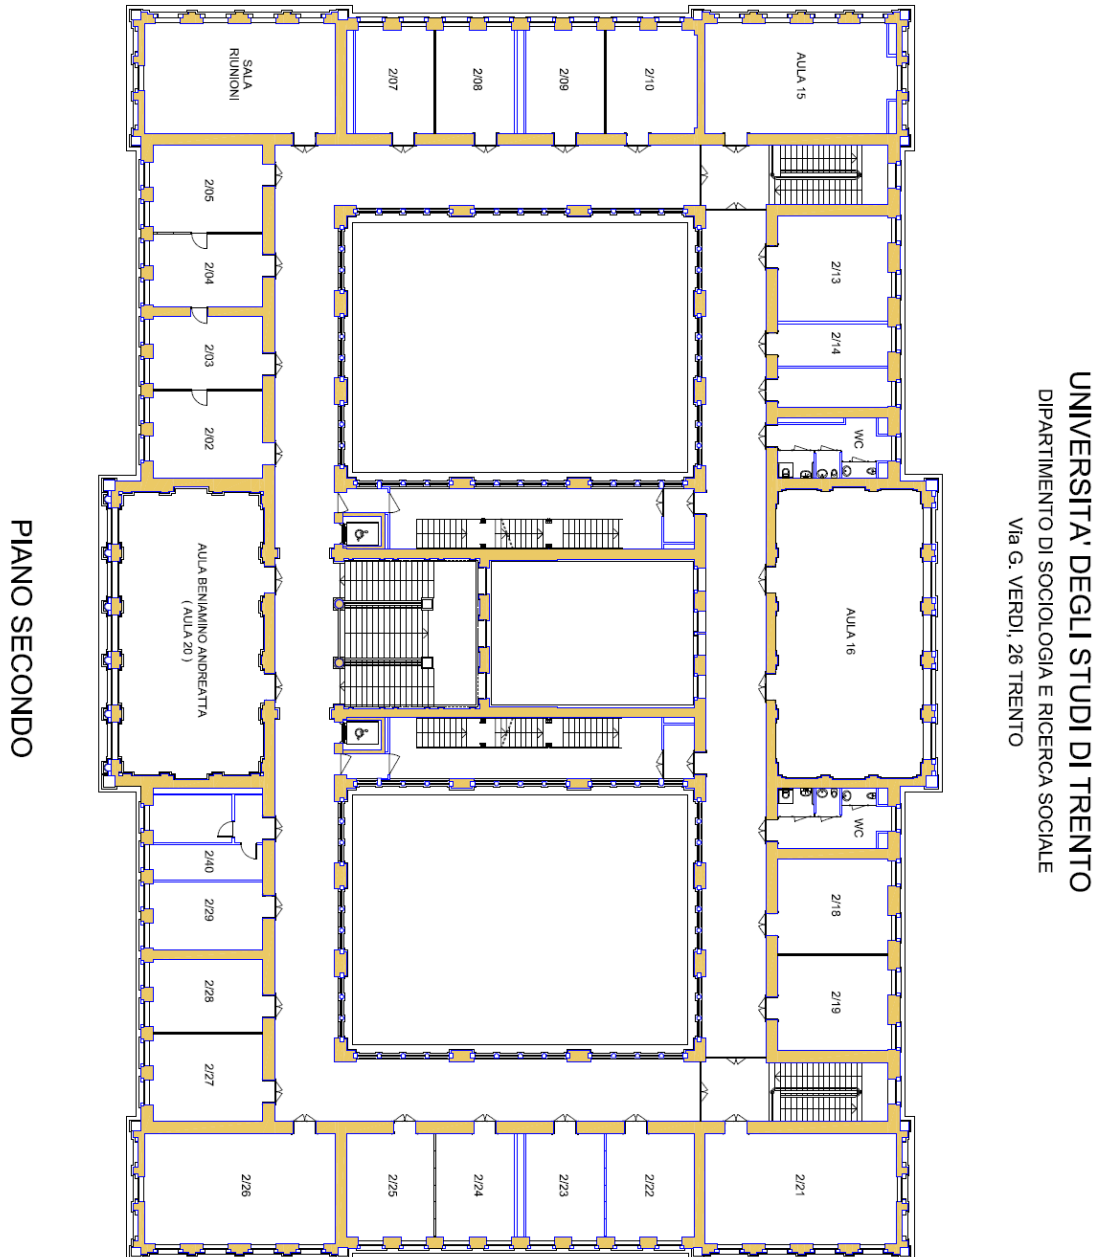 UNIVERSITA' DEGLI STUDI DI TRENTO
DIPARTIMENTO DI SOCIOLOGIA E RICERCA SOCIALE
Via G. VERDI, 26 TRENTO
SALA
RIUNIONI
2/07
2/08
2/09
2/10
AULA 15
2/05
2/04
2/03
2/02
2/13
2/14
WC
AULA BENIAMINO ANDREATTA
( AULA 20 )
AULA 16
WC
2/40
2/29
2/28
2/27
2/18
2/19
2/26
2/25
2/24
2/23
2/22
2/21
PIANO SECONDO